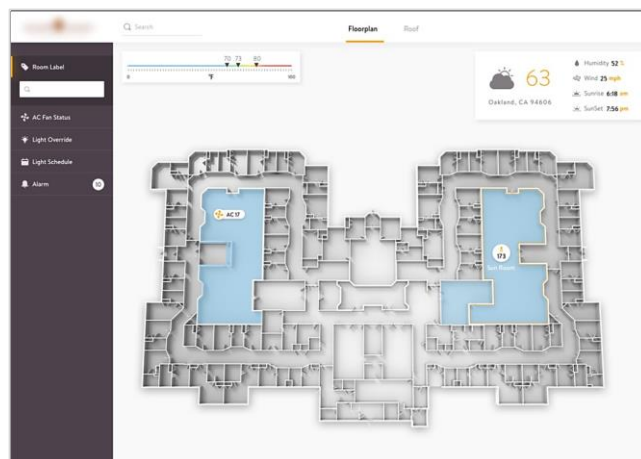 Search
Floorplan
Roof
Room Label
AC Fan Status
Light Override
Light Schedule
Alarm
10
70 73 80
0 °F 100
63
Oakland, CA 94606
Humidity 52 %
Wind 25 mph
Sunrise 6:18 am
SunSet 7:56 pm
AC 17
173
Sun Room